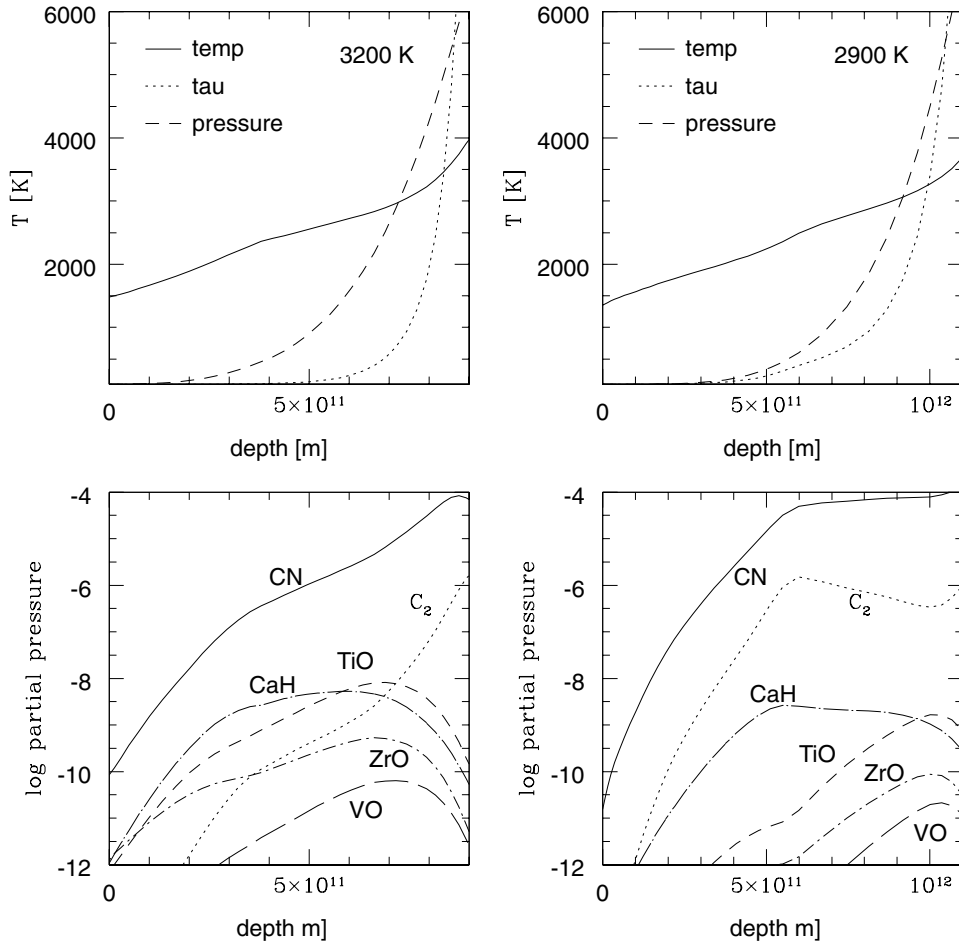 6000
4000
2000
T [K]
temp
tau
pressure
3200 K
0
5×10¹¹
depth [m]
6000
4000
2000
T [K]
temp
tau
pressure
2900 K
0
5×10¹¹
10¹²
depth [m]
-4
-6
-8
-10
-12
log partial pressure
CN
C₂
TiO
CaH
ZrO
VO
0
5×10¹¹
depth m]
-4
-6
-8
-10
-12
log partial pressure
CN
C₂
CaH
TiO
ZrO
VO
0
5×10¹¹
10¹²
depth m]